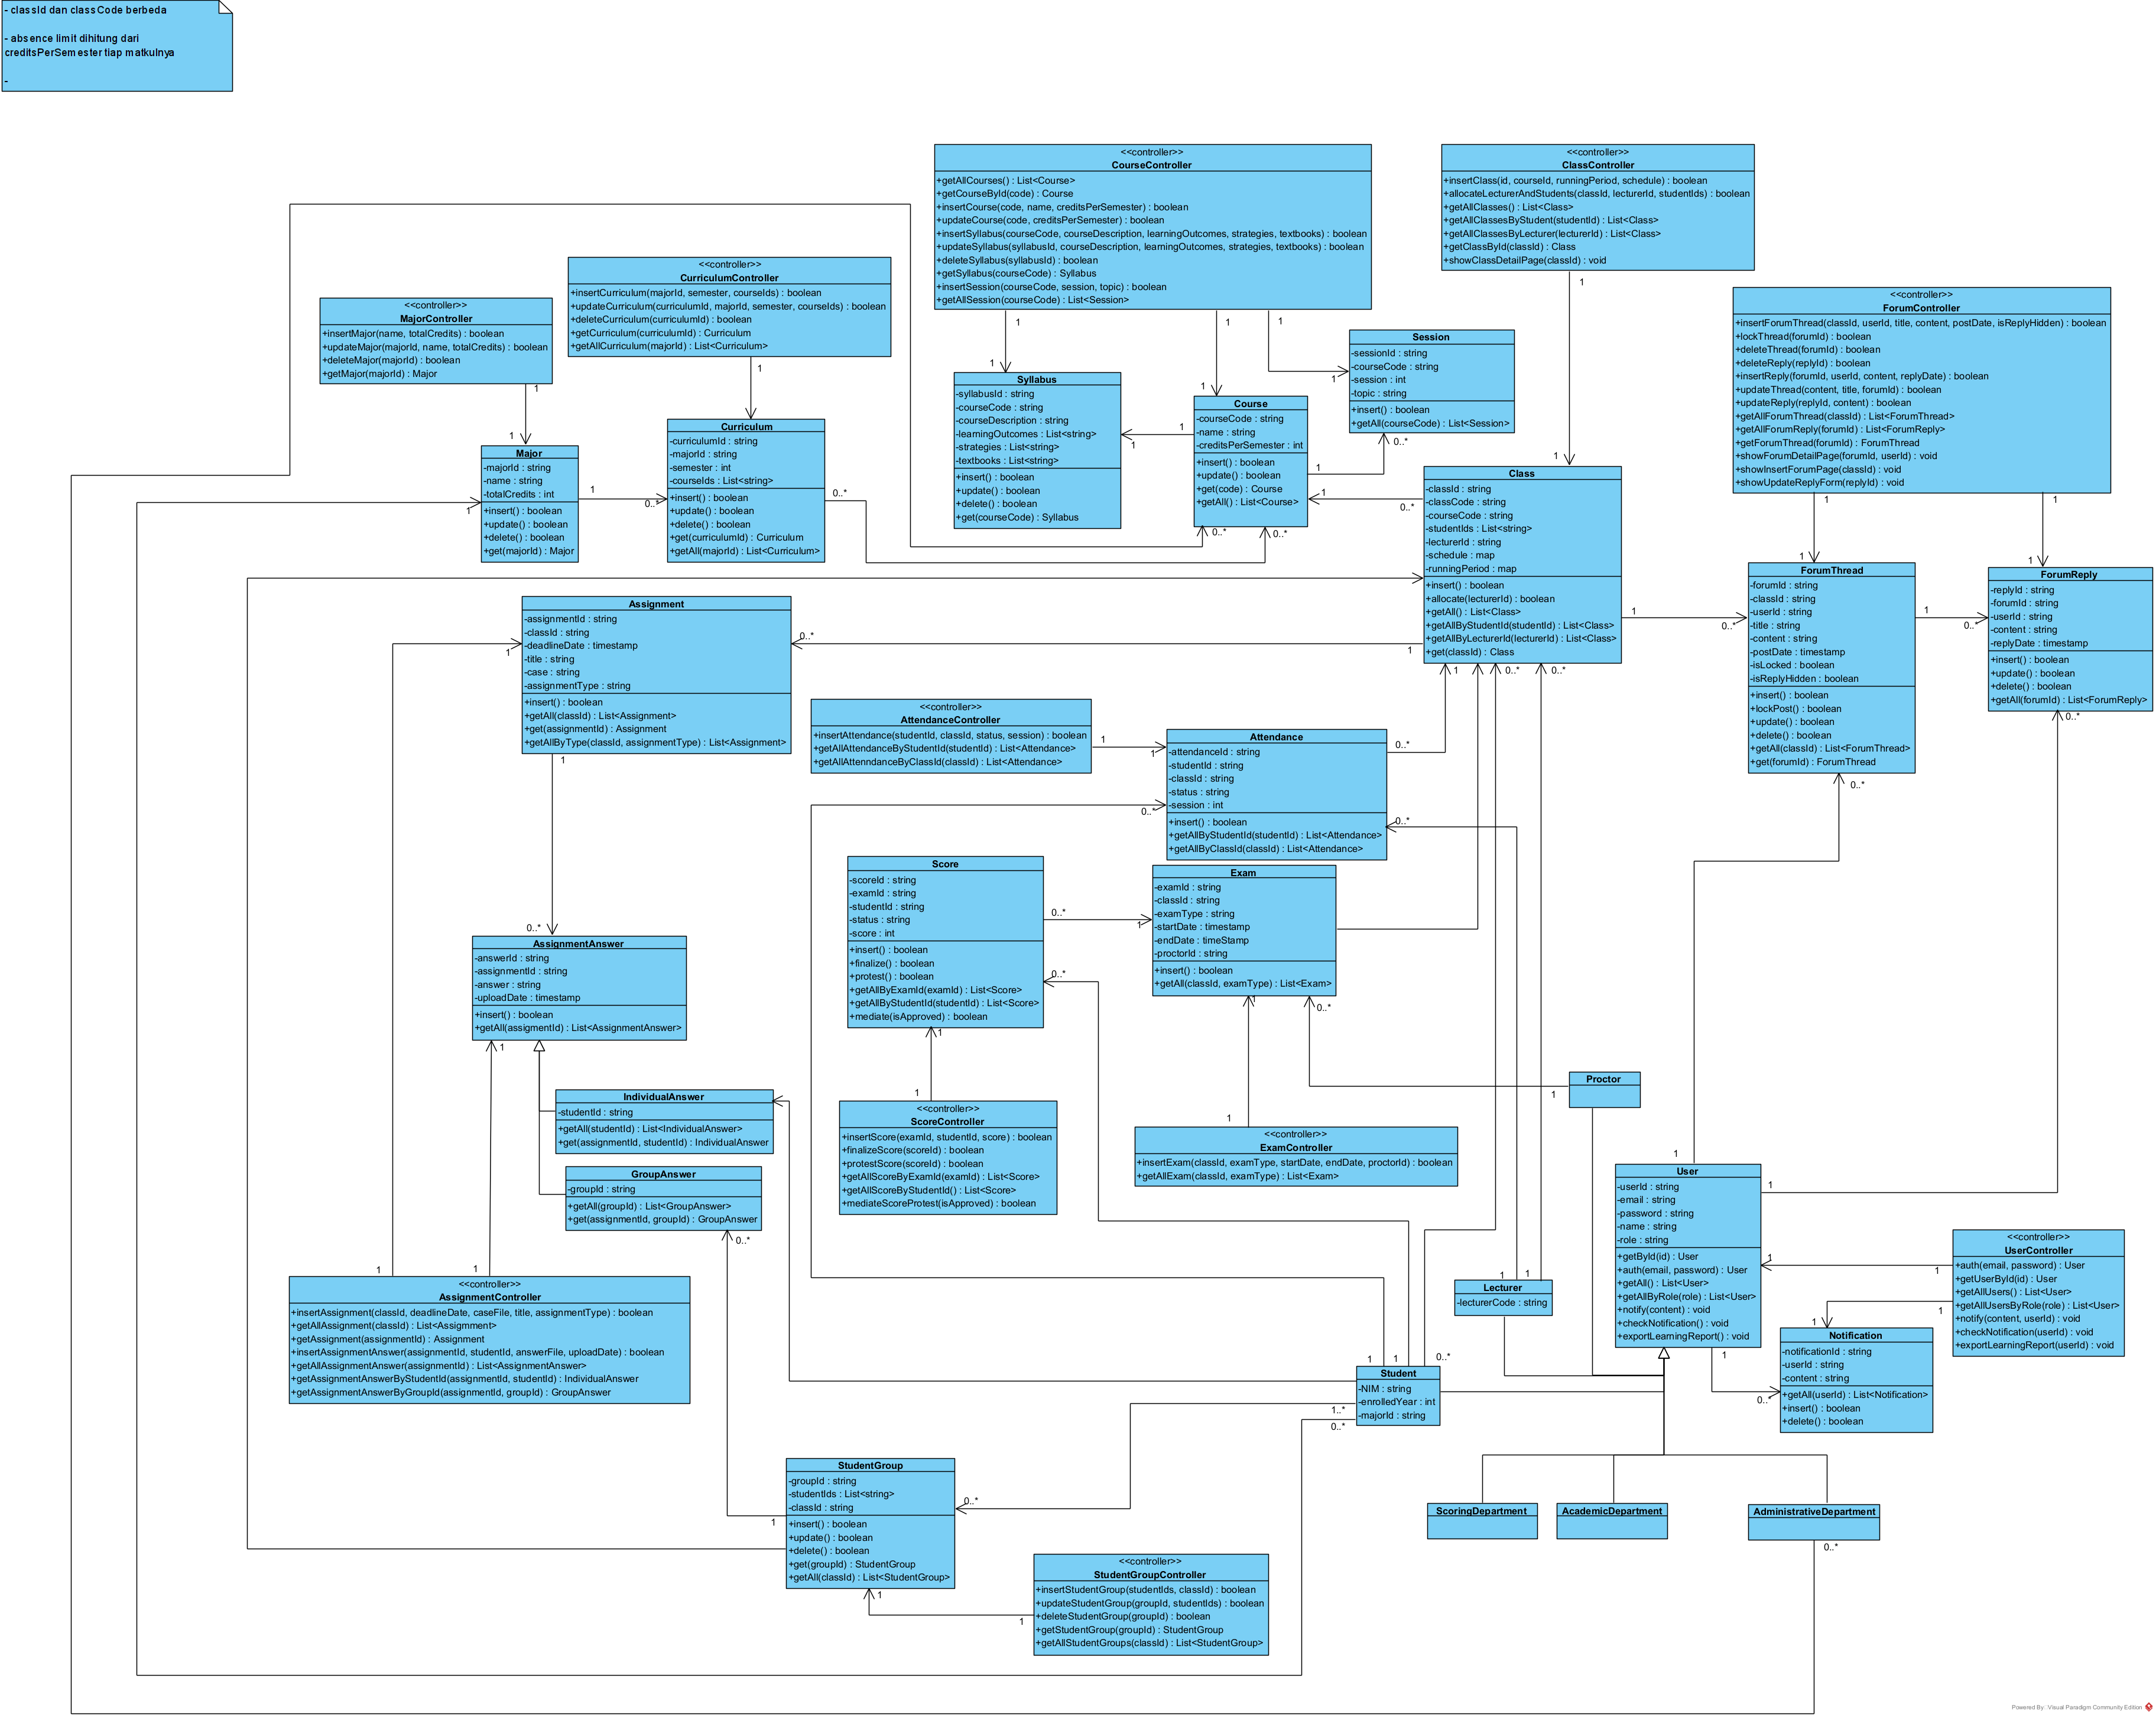 - classId dan classCode berbeda
- absence limit dihitung dari
creditsPerSemester tiap matkulnya
-
<<controller>>
CourseController
+getAllCourses() : List<Course>
+getCourseById(code) : Course
+insertCourse(code, name, creditsPerSemester) : boolean
+updateCourse(code, creditsPerSemester) : boolean
+insertSyllabus(courseCode, courseDescription, learningOutcomes, strategies, textbooks) : boolean
+updateSyllabus(syllabusId, courseDescription, learningOutcomes, strategies, textbooks) : boolean
+deleteSyllabus(syllabusId) : boolean
+getSyllabus(courseCode) : Syllabus
+insertSession(courseCode, session, topic) : boolean
+getAllSession(courseCode) : List<Session>
<<controller>>
ClassController
+insertClass(id, courseId, runningPeriod, schedule) : boolean
+allocateLecturerAndStudents(classId, lecturerId, studentIds) : boolean
+getAllClasses() : List<Class>
+getAllClassesByStudent(studentId) : List<Class>
+getAllClassesByLecturer(lecturerId) : List<Class>
+getClassById(classId) : Class
+showClassDetailPage(classId) : void
<<controller>>
CurriculumController
+insertCurriculum(majorId, semester, courseIds) : boolean
+updateCurriculum(curriculumId, majorId, semester, courseIds) : boolean
+deleteCurriculum(curriculumId) : boolean
+getCurriculum(curriculumId) : Curriculum
+getAllCurriculum(majorId) : List<Curriculum>
<<controller>>
MajorController
+insertMajor(name, totalCredits) : boolean
+updateMajor(majorId, name, totalCredits) : boolean
+deleteMajor(majorId) : boolean
+getMajor(majorId) : Major
<<controller>>
ForumController
+insertForumThread(classId, userId, title, content, postDate, isReplyHidden) : boolean
+lockThread(forumId) : boolean
+deleteThread(forumId) : boolean
+deleteReply(replyId) : boolean
+insertReply(forumId, userId, content, replyDate) : boolean
+updateThread(content, title, forumId) : boolean
+updateReply(replyId, content) : boolean
+getAllForumThread(classId) : List<ForumThread>
+getAllForumReply(forumId) : List<ForumReply>
+getForumThread(forumId) : ForumThread
+showForumDetailPage(forumId, userId) : void
+showInsertForumPage(classId) : void
+showUpdateReplyForm(replyId) : void
1
1
1
1
1
1
1
Session
-sessionId : string
-courseCode : string
-session : int
-topic : string
+insert() : boolean
+getAll(courseCode) : List<Session>
1
1
1
Syllabus
-syllabusId : string
-courseCode : string
-courseDescription : string
-learningOutcomes : List<string>
-strategies : List<string>
-textbooks : List<string>
+insert() : boolean
+update() : boolean
+delete() : boolean
+get(courseCode) : Syllabus
Course
-courseCode : string
-name : string
-creditsPerSemester : int
+insert() : boolean
+update() : boolean
+get(code) : Course
+getAll() : List<Course>
1
1
1
0..*
1
0..*
0..*
0..*
Curriculum
-curriculumId : string
-majorId : string
-semester : int
-courseIds : List<string>
+insert() : boolean
+update() : boolean
+delete() : boolean
+get(curriculumId) : Curriculum
+getAll(majorId) : List<Curriculum>
0..*
1
Major
-majorId : string
-name : string
-totalCredits : int
+insert() : boolean
+update() : boolean
+delete() : boolean
+get(majorId) : Major
1
0..*
1
1
Class
-classId : string
-classCode : string
-courseCode : string
-studentIds : List<string>
-lecturerId : string
-schedule : map
-runningPeriod : map
+insert() : boolean
+allocate(lecturerId) : boolean
+getAll() : List<Class>
+getAllByStudentId(studentId) : List<Class>
+getAllByLecturerId(lecturerId) : List<Class>
+get(classId) : Class
1
0..*
1
1
1
1
ForumThread
-forumId : string
-classId : string
-userId : string
-title : string
-content : string
-postDate : timestamp
-isLocked : boolean
-isReplyHidden : boolean
+insert() : boolean
+lockPost() : boolean
+update() : boolean
+delete() : boolean
+getAll(classId) : List<ForumThread>
+get(forumId) : ForumThread
0..*
1
0..*
ForumReply
-replyId : string
-forumId : string
-userId : string
-content : string
-replyDate : timestamp
+insert() : boolean
+update() : boolean
+delete() : boolean
+getAll(forumId) : List<ForumReply>
0..*
Assignment
-assignmentId : string
-classId : string
-deadlineDate : timestamp
-title : string
-case : string
-assignmentType : string
+insert() : boolean
+getAll(classId) : List<Assignment>
+get(assignmentId) : Assignment
+getAllByType(classId, assignmentType) : List<Assignment>
0..*
1
1
1
1
0..*
0..*
<<controller>>
AttendanceController
+insertAttendance(studentId, classId, status, session) : boolean
+getAllAttendanceByStudentId(studentId) : List<Attendance>
+getAllAttenndanceByClassId(classId) : List<Attendance>
1
1
Attendance
-attendanceId : string
-studentId : string
-classId : string
-status : string
-session : int
+insert() : boolean
+getAllByStudentId(studentId) : List<Attendance>
+getAllByClassId(classId) : List<Attendance>
0..*
0..*
0..*
Score
-scoreId : string
-examId : string
-studentId : string
-status : string
-score : int
+insert() : boolean
+finalize() : boolean
+protest() : boolean
+getAllByExamId(examId) : List<Score>
+getAllByStudentId(studentId) : List<Score>
+mediate(isApproved) : boolean
0..*
1
0..*
1
Exam
-examId : string
-classId : string
-examType : string
-startDate : timestamp
-endDate : timeStamp
-proctorId : string
+insert() : boolean
+getAll(classId, examType) : List<Exam>
1
0..*
0..*
AssignmentAnswer
-answerId : string
-assignmentId : string
-answer : string
-uploadDate : timestamp
+insert() : boolean
+getAll(assigmentId) : List<AssignmentAnswer>
1
Proctor
1
IndividualAnswer
-studentId : string
+getAll(studentId) : List<IndividualAnswer>
+get(assignmentId, studentId) : IndividualAnswer
1
<<controller>>
ScoreController
+insertScore(examId, studentId, score) : boolean
+finalizeScore(scoreId) : boolean
+protestScore(scoreId) : boolean
+getAllScoreByExamId(examId) : List<Score>
+getAllScoreByStudentId() : List<Score>
+mediateScoreProtest(isApproved) : boolean
1
<<controller>>
ExamController
+insertExam(classId, examType, startDate, endDate, proctorId) : boolean
+getAllExam(classId, examType) : List<Exam>
GroupAnswer
-groupId : string
+getAll(groupId) : List<GroupAnswer>
+get(assignmentId, groupId) : GroupAnswer
0..*
1
User
-userId : string
-email : string
-password : string
-name : string
-role : string
+getById(id) : User
+auth(email, password) : User
+getAll() : List<User>
+getAllByRole(role) : List<User>
+notify(content) : void
+checkNotification() : void
+exportLearningReport() : void
1
1
<<controller>>
UserController
+auth(email, password) : User
+getUserById(id) : User
+getAllUsers() : List<User>
+getAllUsersByRole(role) : List<User>
+notify(content, userId) : void
+checkNotification(userId) : void
+exportLearningReport(userId) : void
1
1
1
1
1
<<controller>>
AssignmentController
+insertAssignment(classId, deadlineDate, caseFile, title, assignmentType) : boolean
+getAllAssignment(classId) : List<Assignmment>
+getAssignment(assignmentId) : Assignment
+insertAssignmentAnswer(assignmentId, studentId, answerFile, uploadDate) : boolean
+getAllAssignmentAnswer(assignmentId) : List<AssignmentAnswer>
+getAssignmentAnswerByStudentId(assignmentId, studentId) : IndividualAnswer
+getAssignmentAnswerByGroupId(assignmentId, groupId) : GroupAnswer
1
1
Lecturer
-lecturerCode : string
Notification
-notificationId : string
-userId : string
-content : string
+getAll(userId) : List<Notification>
+insert() : boolean
+delete() : boolean
1
0..*
1
1
0..*
Student
-NIM : string
-enrolledYear : int
-majorId : string
1..*
0..*
StudentGroup
-groupId : string
-studentIds : List<string>
-classId : string
+insert() : boolean
+update() : boolean
+delete() : boolean
+get(groupId) : StudentGroup
+getAll(classId) : List<StudentGroup>
1
0..*
1
ScoringDepartment
AcademicDepartment
AdministrativeDepartment
0..*
<<controller>>
StudentGroupController
+insertStudentGroup(studentIds, classId) : boolean
+updateStudentGroup(groupId, studentIds) : boolean
+deleteStudentGroup(groupId) : boolean
+getStudentGroup(groupId) : StudentGroup
+getAllStudentGroups(classId) : List<StudentGroup>
1
Powered By: Visual Paradigm Community Edition